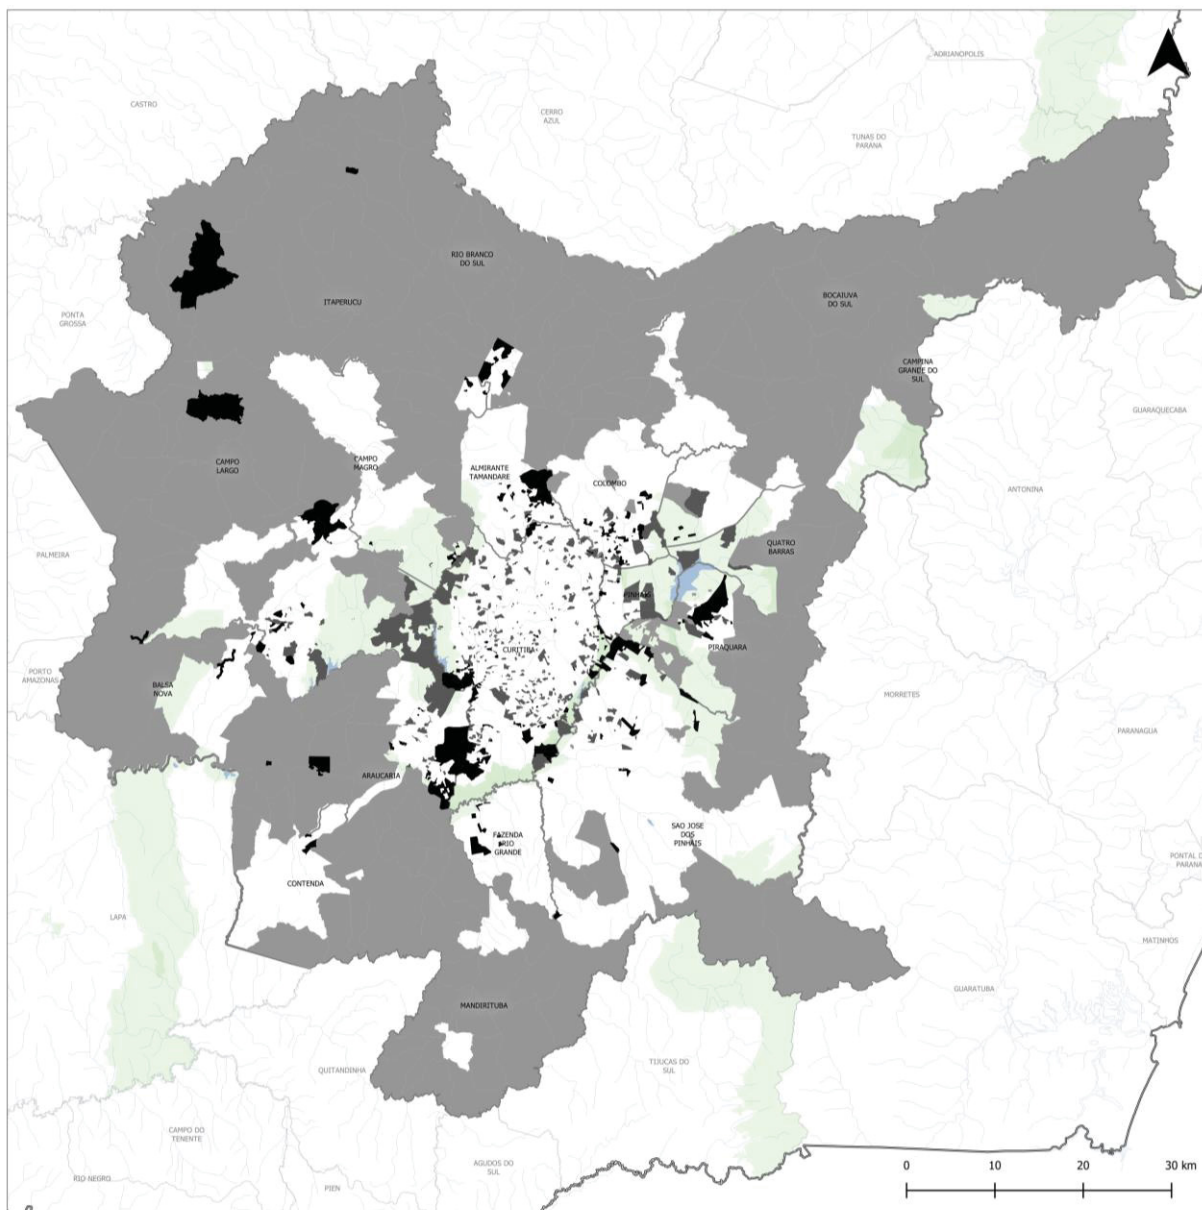 ADRIANOPOLIS
CASTRO
CERRO
AZUL
TUNAS DO
PARANA
RIO BRANCO
DO SUL
BOCAIUVA
DO SUL
ITAPERUCU
PONTA
GROSSA
CAMPINA
GRANDE DO
SUL
GUARAQUECABA
CAMPO
LARGO
CAMPO
MAGRO
ALMIRANTE
TAMANDARE
COLOMBO
ANTONINA
QUATRO
BARRAS
PALMEIRA
PINHAIS
CURITIBA
PIRAQUARA
PORTO
AMAZONAS
BALSA
NOVA
MORRETES
PARANAGUA
ARAUCARIA
SAO JOSE
DOS
PINHAIS
FAZENDA
RIO
GRANDE
PONTAL D
PARANA
CONTENDA
LAPA
MATINHOS
GUARATUBA
MANDIRITUBA
TIJUCAS DO
SUL
QUITANDINHA
CAMPO DO
TENENTE
AGUDOS DO
SUL
RIO NEGRO
PIEN
0 10 20 30 km